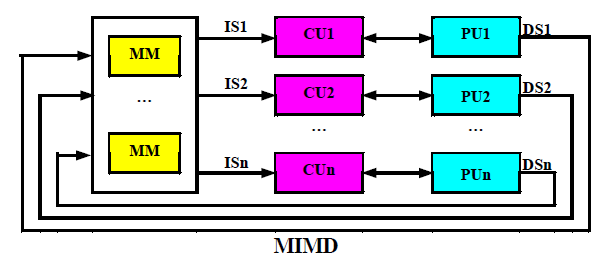 IS1 CU1 PU1 DS1
MM
IS2 CU2 PU2 DS2
...
... ...
MM
ISn CUn PUn DSn
MIMD